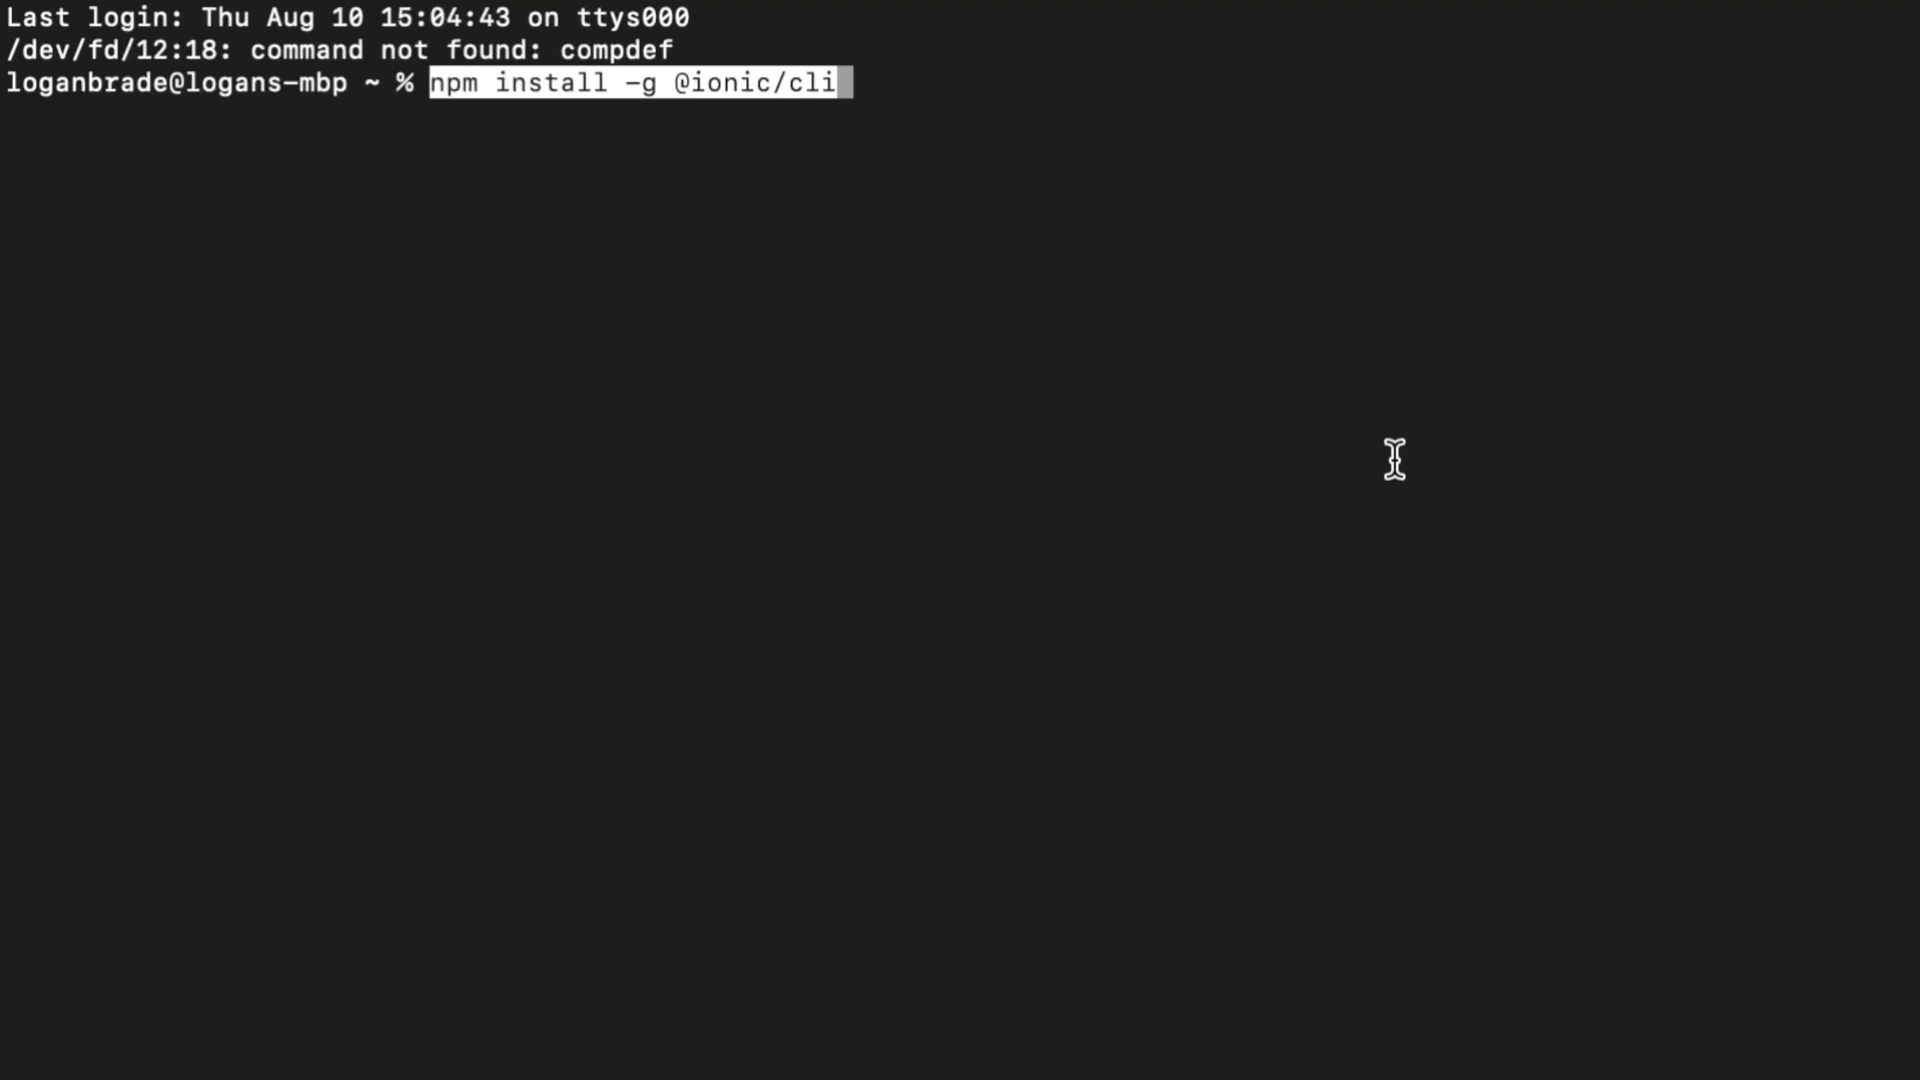 Last login: Thu Aug 10 15:04:43 on ttys000
/dev/fd/12:18: command not found: compdef
loganbrade@logans-mbp ~ % npm install -g @ionic/cli